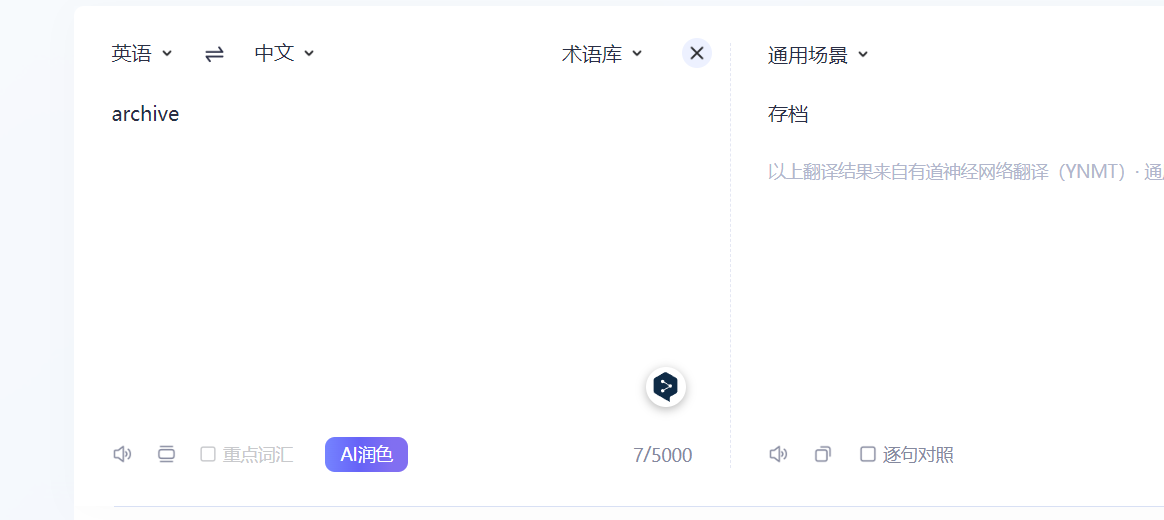 英语 中文 术语库 通用场景
archive 存档
以上翻译结果来自有道神经网络翻译（YNMT）· 通
重点词汇 AI润色 7/5000 逐句对照